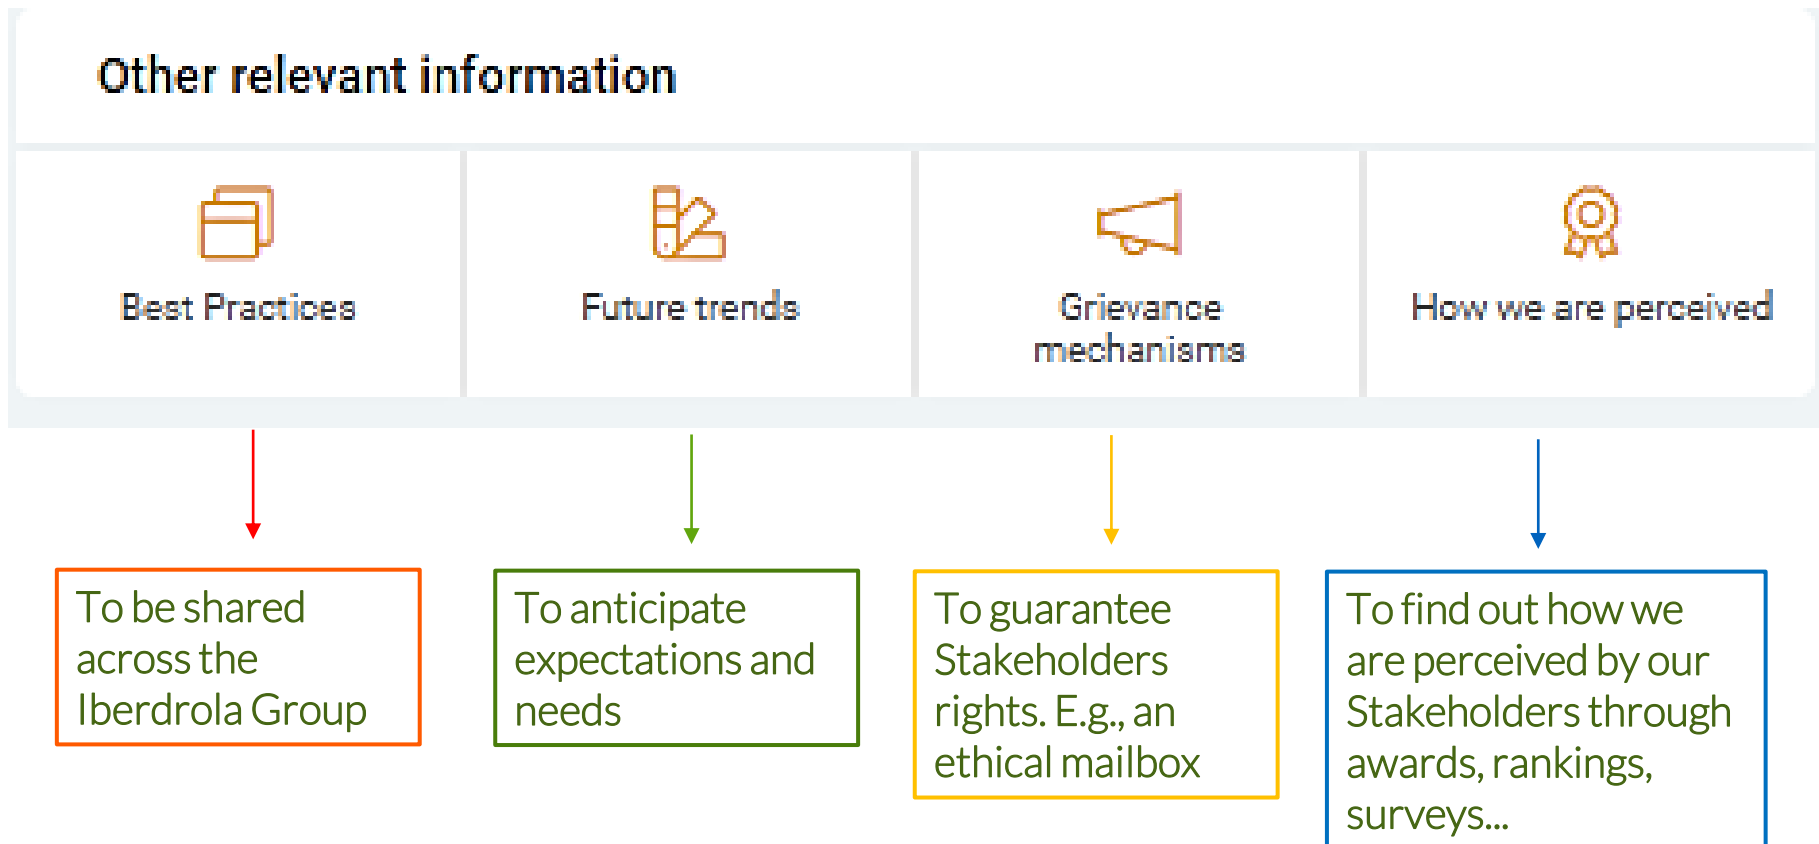 Other relevant information
Best Practices
Future trends
Grievance
mechanisms
How we are perceived
To be shared
across the
Iberdrola Group
To anticipate
expectations and
needs
To guarantee
Stakeholders
rights. E.g., an
ethical mailbox
To find out how we
are perceived by our
Stakeholders through
awards, rankings,
surveys...